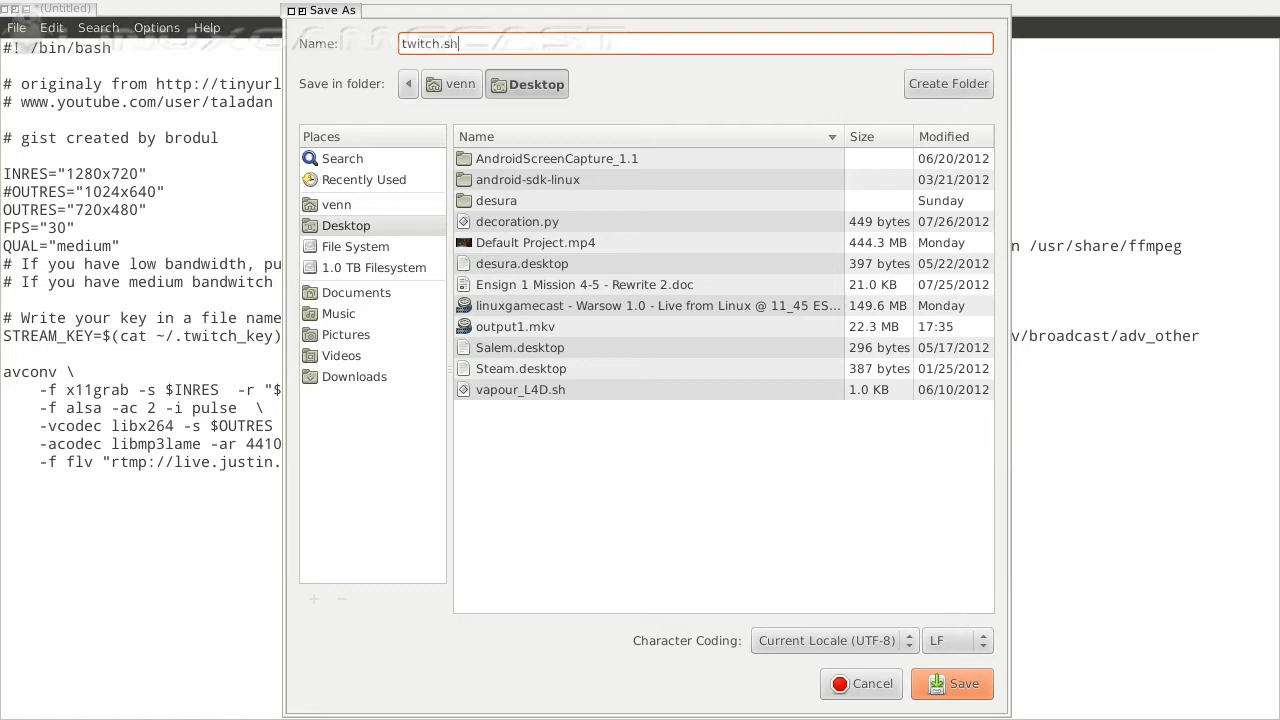 *(Untitled)
Save As
File Edit Search Options Help
LINUXGAMECAST
Name: twitch.sh
#! /bin/bash
Save in folder: venn Desktop Create Folder
# originaly from http://tinyurl
# www.youtube.com/user/taladan
# gist created by brodul
INRES="1280x720"
#OUTRES="1024x640"
OUTRES="720x480"
FPS="30"
QUAL="medium"
n /usr/share/ffmpeg
# If you have low bandwidth, pu
# If you have medium bandwitch
# Write your key in a file name
STREAM_KEY=$(cat ~/.twitch_key)
v/broadcast/adv_other
avconv \
-f x11grab -s $INRES -r "$
-f alsa -ac 2 -i pulse \
-vcodec libx264 -s $OUTRES
-acodec libmp3lame -ar 4410
-f flv "rtmp://live.justin.
Places
Search
Recently Used
venn
Desktop
File System
1.0 TB Filesystem
Documents
Music
Pictures
Videos
Downloads
Name Size Modified
AndroidScreenCapture_1.1 06/20/2012
android-sdk-linux 03/21/2012
desura Sunday
decoration.py 449 bytes 07/26/2012
Default Project.mp4 444.3 MB Monday
desura.desktop 397 bytes 05/22/2012
Ensign 1 Mission 4-5 - Rewrite 2.doc 21.0 KB 07/25/2012
linuxgamecast - Warsow 1.0 - Live from Linux @ 11_45 ES... 149.6 MB Monday
output1.mkv 22.3 MB 17:35
Salem.desktop 296 bytes 05/17/2012
Steam.desktop 387 bytes 01/25/2012
vapour_L4D.sh 1.0 KB 06/10/2012
Character Coding: Current Locale (UTF-8) LF
Cancel Save